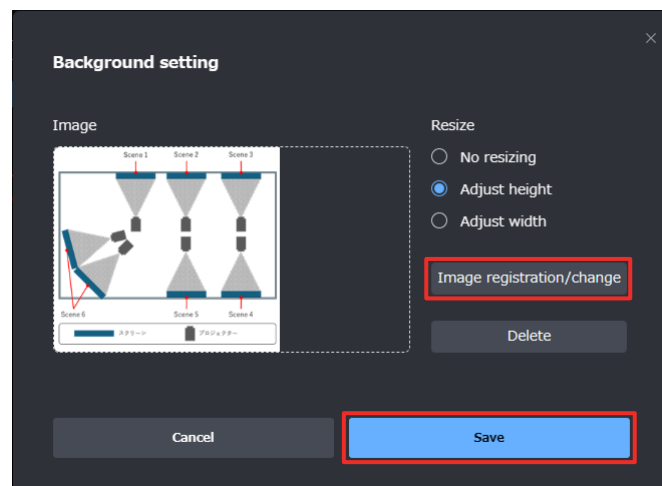 Background setting
Image
Resize
Scene 1 Scene 2 Scene 3
No resizing
Adjust height
Adjust width
Image registration/change
Scene 6 Scene 5 Scene 4
スクリーン プロジェクター
Delete
Cancel
Save